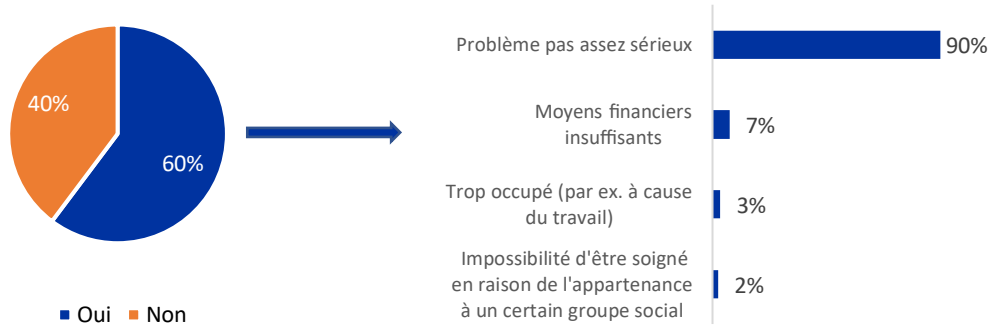 40%
60%
Oui Non
Problème pas assez sérieux
90%
Moyens financiers
insuffisants
7%
Trop occupé (par ex. à cause
du travail)
3%
Impossibilité d'être soigné
en raison de l'appartenance
à un certain groupe social
2%